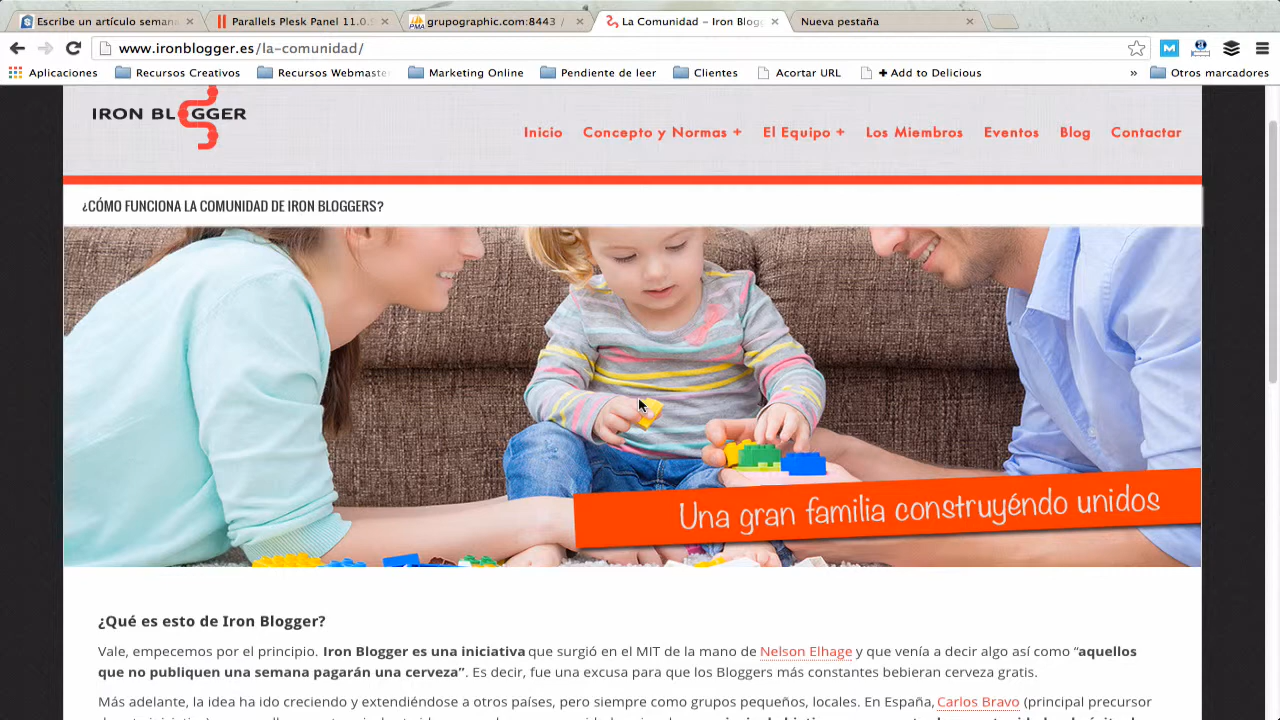 Escribe un artículo seman
Parallels Plesk Panel 11.0.
grupographic.com:8443 /
La Comunidad – Iron Blog
Nueva pestaña
www.ironblogger.es/la-comunidad/
Aplicaciones
Recursos Creativos
Recursos Webmaste
Marketing Online
Pendiente de leer
Clientes
Acortar URL
+ Add to Delicious
»
Otros marcadores
IRON BLOGGER
Inicio
Concepto y Normas +
El Equipo +
Los Miembros
Eventos
Blog
Contactar
¿CÓMO FUNCIONA LA COMUNIDAD DE IRON BLOGGERS?
Una gran familia construyéndo unidos
¿Qué es esto de Iron Blogger?
Vale, empecemos por el principio. Iron Blogger es una iniciativa que surgió en el MIT de la mano de Nelson Elhage y que venía a decir algo así como “aquellos
que no publiquen una semana pagarán una cerveza”. Es decir, fue una excusa para que los Bloggers más constantes bebieran cerveza gratis.
Más adelante, la idea ha ido creciendo y extendiéndose a otros países, pero siempre como grupos pequeños, locales. En España, Carlos Bravo (principal precursor